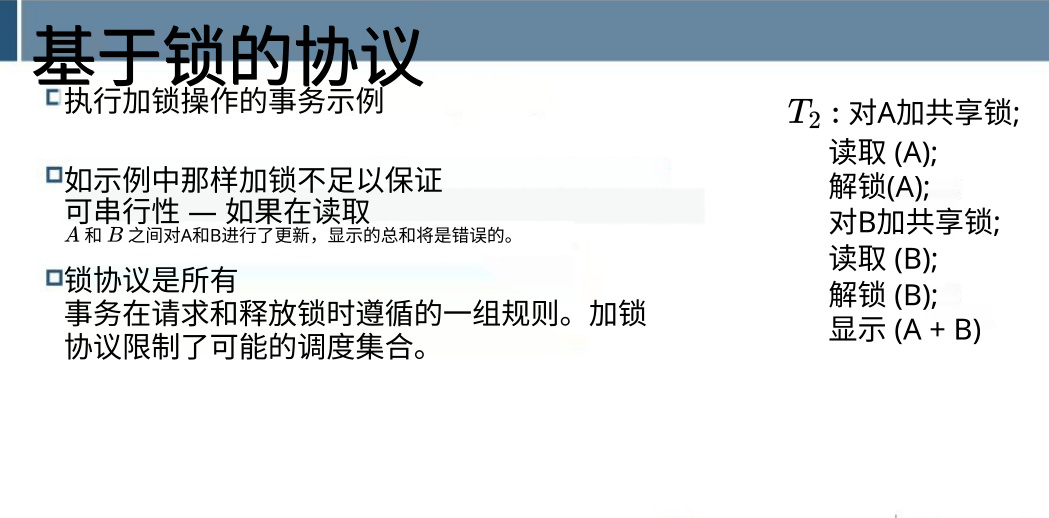 基于锁的协议
执行加锁操作的事务示例
T₂ : 对A加共享锁;
读取 (A);
解锁(A);
对B加共享锁;
读取 (B);
解锁 (B);
显示 (A + B)
如示例中那样加锁不足以保证
可串行性 — 如果在读取
A 和 B 之间对A和B进行了更新，显示的总和将是错误的。
锁协议是所有
事务在请求和释放锁时遵循的一组规则。加锁
协议限制了可能的调度集合。